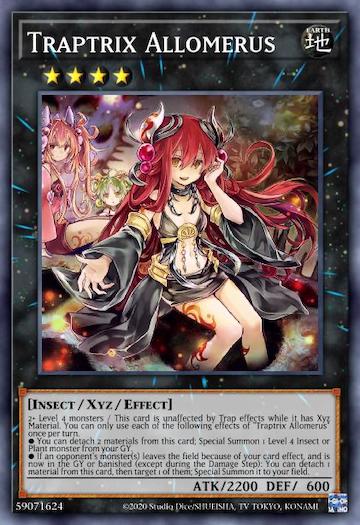 Traptrix Allomerus
EARTH
地
[Insect / Xyz / Effect]
2+ Level 4 monsters / This card is unaffected by Trap effects while it has Xyz
Material. You can only use each of the following effects of "Traptrix Allomerus"
once per turn.
● You can detach 2 materials from this card; Special Summon 1 Level 4 Insect or
Plant monster from your GY.
● If an opponent's monster(s) leaves the field because of your card effect, and is
now in the GY or banished (except during the Damage Step): You can detach 1
material from this card, then target 1 of them; Special Summon it to your field.
ATK/2200 DEF/ 600
59071624
©2020 Studio Dice/SHUEISHA, TV TOKYO, KONAMI